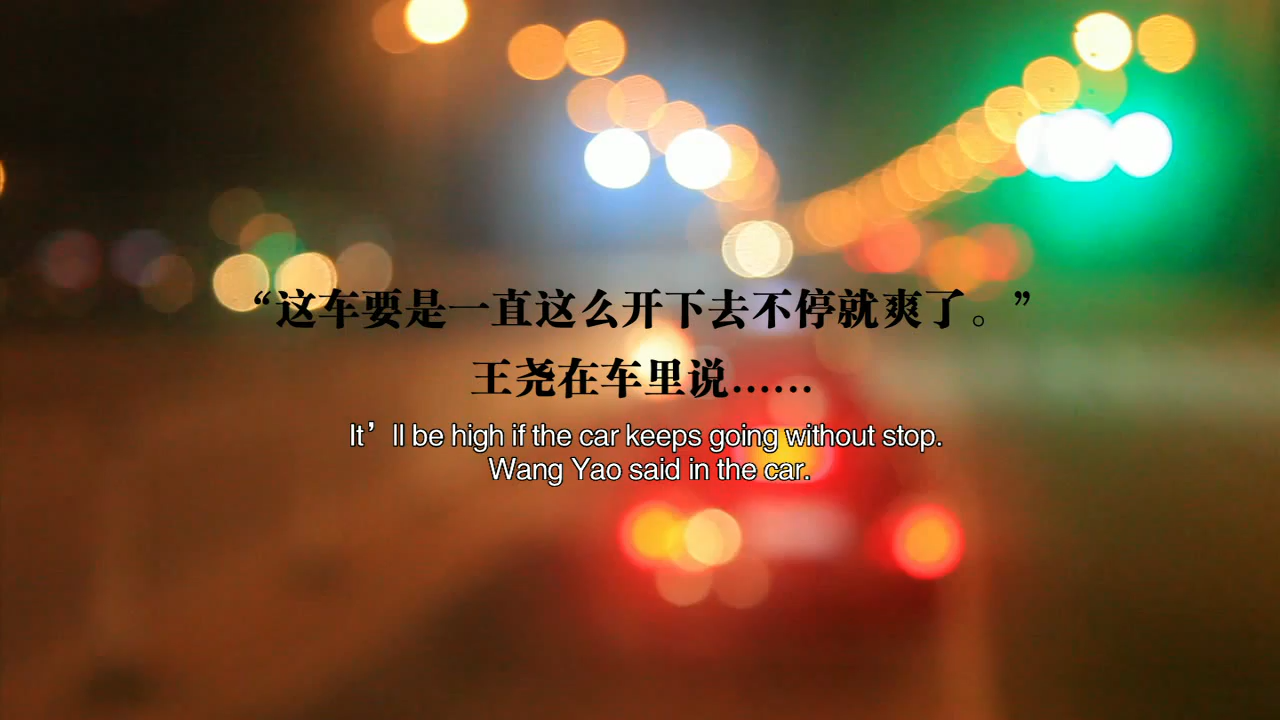 “这车要是一直这么开下去不停就爽了。”
王尧在车里说……
It’ll be high if the car keeps going without stop.
Wang Yao said in the car.